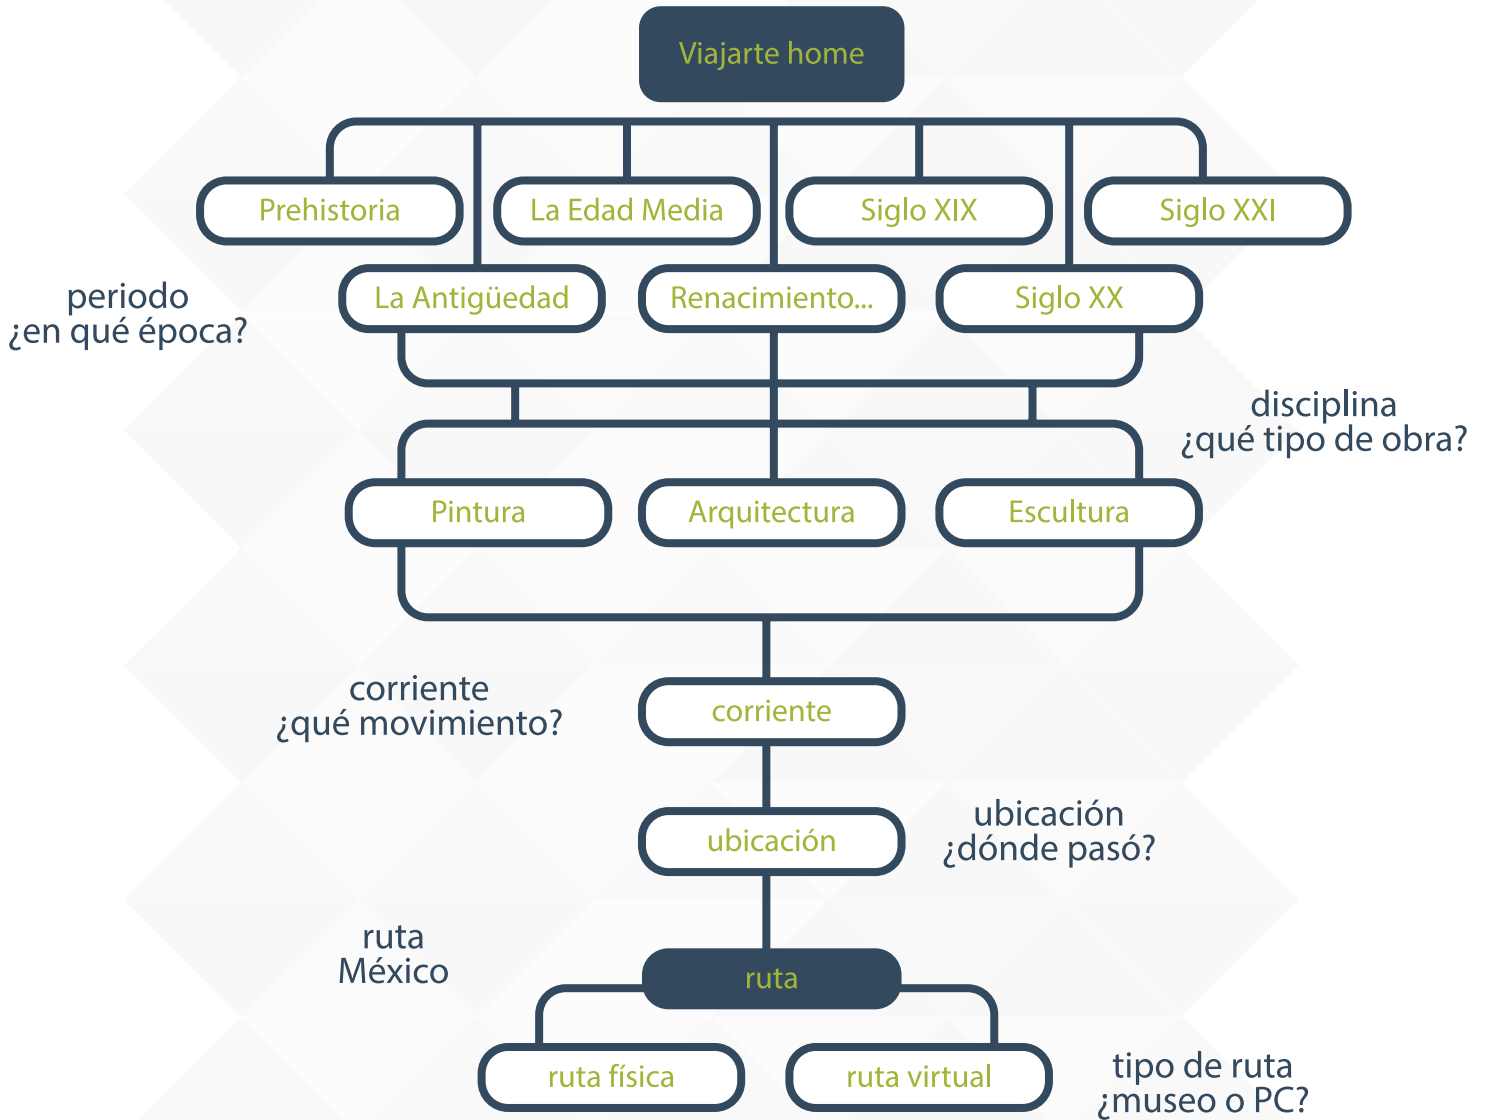 Viajarte home
Prehistoria
La Edad Media
Siglo XIX
Siglo XXI
La Antigüedad
Renacimiento...
Siglo XX
periodo
¿en qué época?
disciplina
¿qué tipo de obra?
Pintura
Arquitectura
Escultura
corriente
¿qué movimiento?
corriente
ubicación
ubicación
¿dónde pasó?
ruta
México
ruta
ruta física
ruta virtual
tipo de ruta
¿museo o PC?